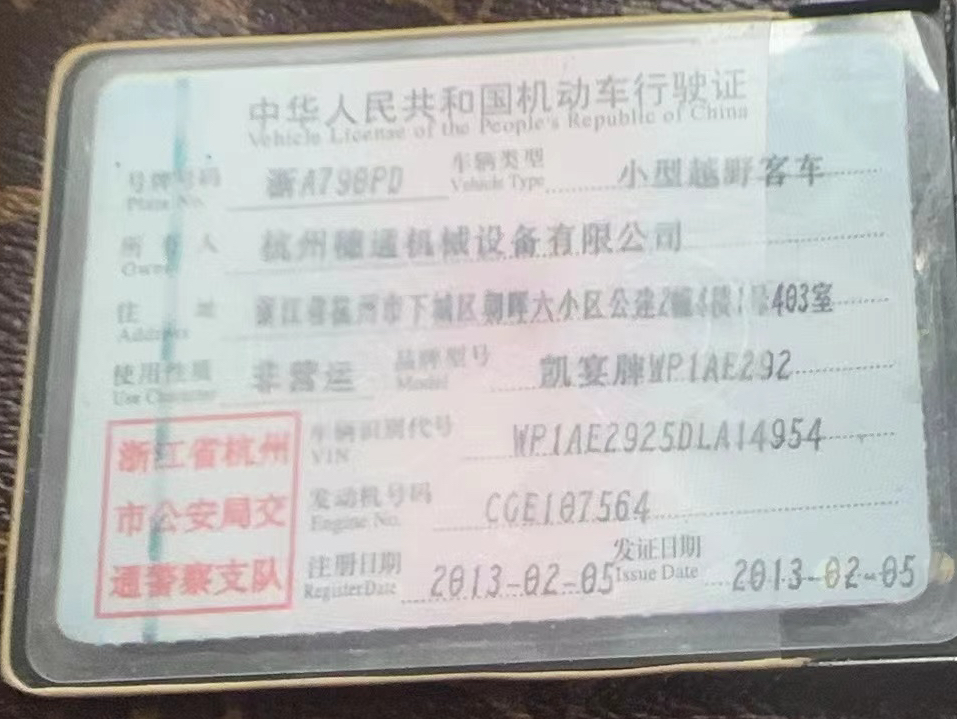 中华人民共和国机动车行驶证
Vehicle License of the People's Republic of China
号牌号码 浙A790PD 车辆类型 小型越野客车
Plate No. Vehicle Type
所有人 杭州穗通机械设备有限公司
Owner
住址 浙江省杭州市下城区朝晖六小区公建2幢4楼1号403室
Address
使用性质 非营运 品牌型号 凯宴牌WP1AE292
Use Character Model
浙江省杭州
市公安局交
通警察支队
车辆识别代号 WP1AE2925DLA14954
VIN
发动机号码 CGE107564
Engine No.
注册日期 2013-02-05 发证日期 2013-02-05
Register Date Issue Date